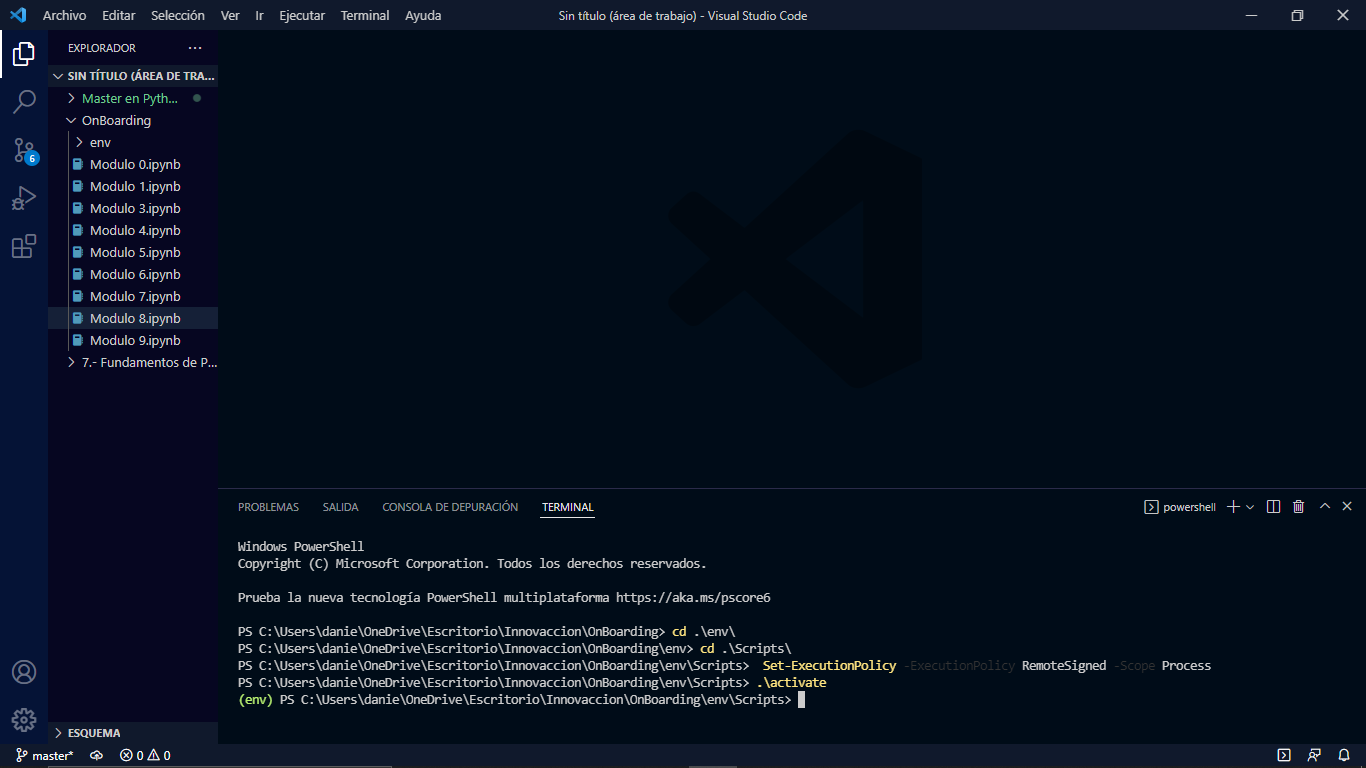 Archivo Editar Selección Ver Ir Ejecutar Terminal Ayuda Sin título (área de trabajo) - Visual Studio Code
EXPLORADOR ...
SIN TÍTULO (ÁREA DE TRA...
Master en Pyth...
OnBoarding
env
Modulo 0.ipynb
Modulo 1.ipynb
Modulo 3.ipynb
Modulo 4.ipynb
Modulo 5.ipynb
6
Modulo 6.ipynb
Modulo 7.ipynb
Modulo 8.ipynb
Modulo 9.ipynb
7.- Fundamentos de P...
PROBLEMAS SALIDA CONSOLA DE DEPURACIÓN TERMINAL powershell
Windows PowerShell
Copyright (C) Microsoft Corporation. Todos los derechos reservados.
Prueba la nueva tecnología PowerShell multiplataforma https://aka.ms/pscore6
PS C:\Users\danie\OneDrive\Escritorio\Innovaccion\OnBoarding> cd .\env\
PS C:\Users\danie\OneDrive\Escritorio\Innovaccion\OnBoarding\env> cd .\Scripts\
PS C:\Users\danie\OneDrive\Escritorio\Innovaccion\OnBoarding\env\Scripts>  Set-ExecutionPolicy -ExecutionPolicy RemoteSigned -Scope Process
PS C:\Users\danie\OneDrive\Escritorio\Innovaccion\OnBoarding\env\Scripts> .\activate
(env) PS C:\Users\danie\OneDrive\Escritorio\Innovaccion\OnBoarding\env\Scripts>
ESQUEMA
master* 0 0